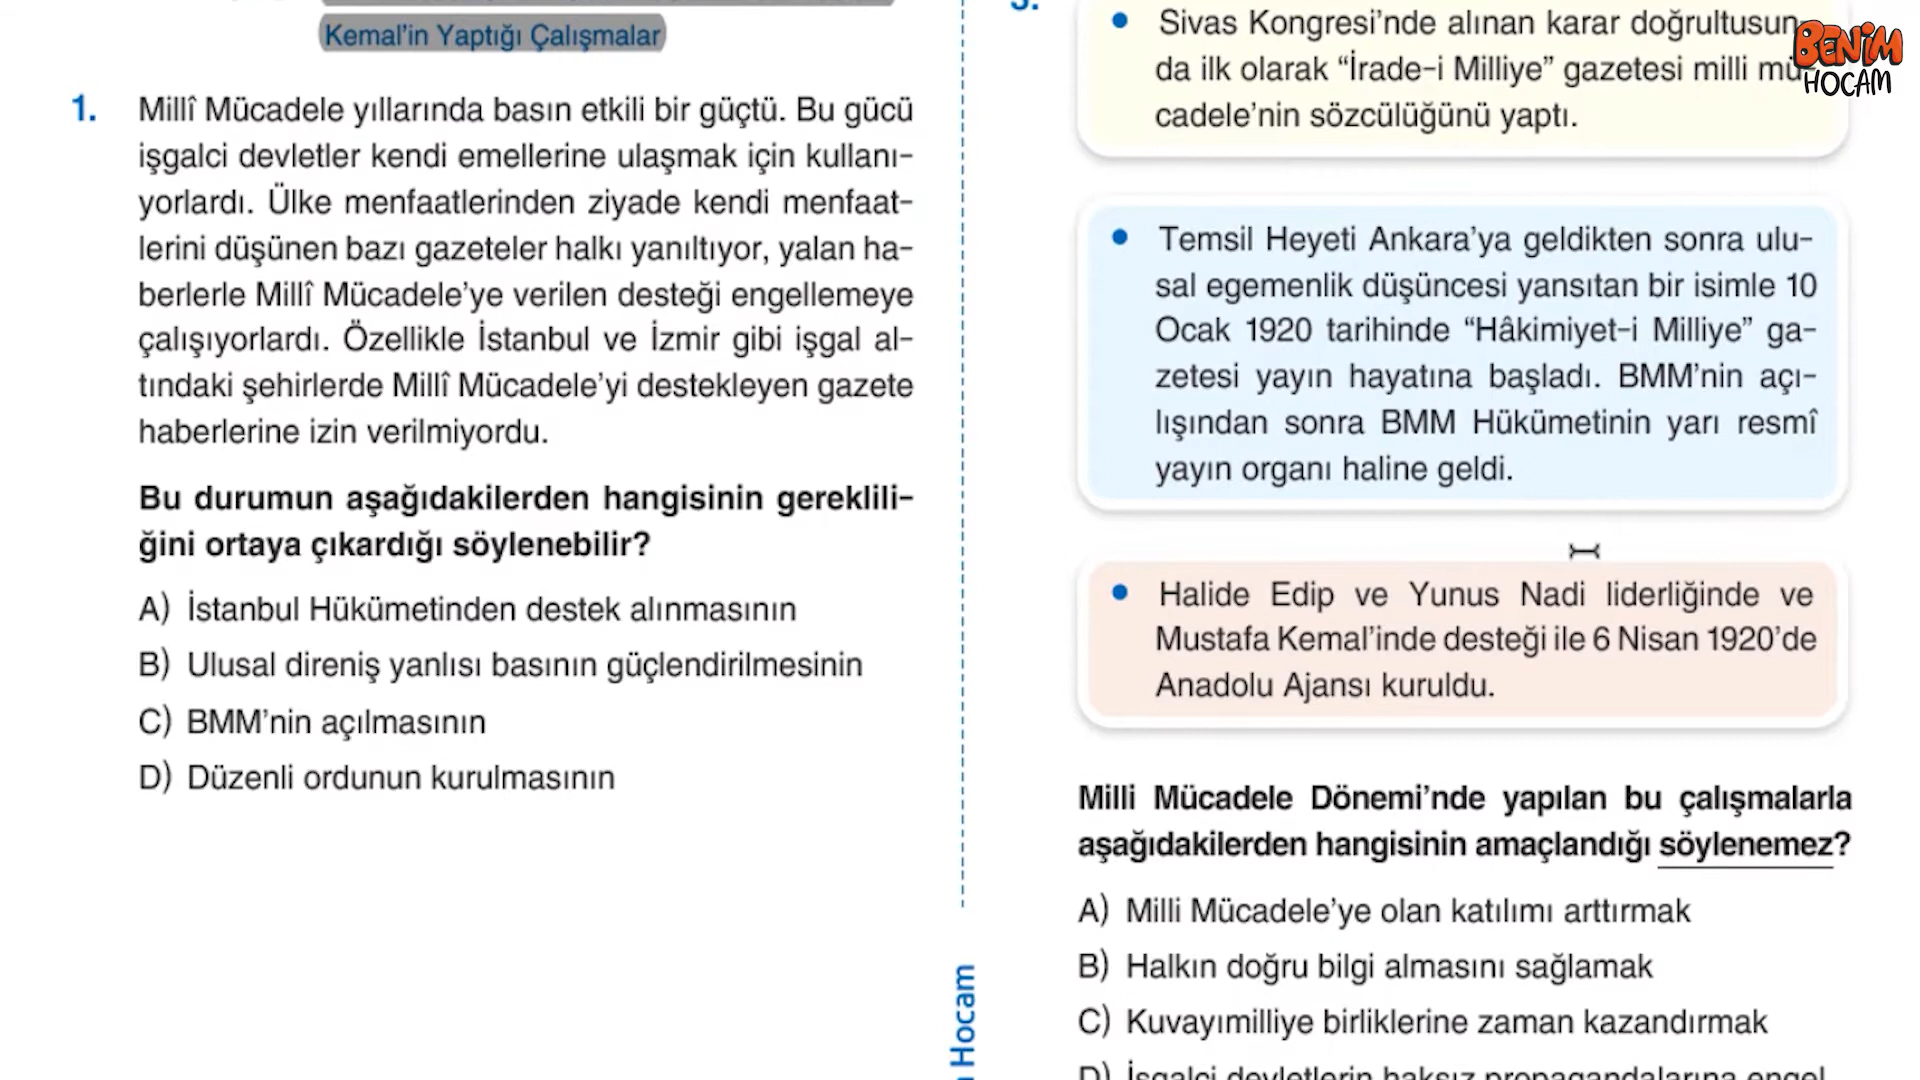 Kemal'in Yaptığı Çalışmalar
1. Millî Mücadele yıllarında basın etkili bir güçtü. Bu gücü
işgalci devletler kendi emellerine ulaşmak için kullanı-
yorlardı. Ülke menfaatlerinden ziyade kendi menfaat-
lerini düşünen bazı gazeteler halkı yanıltıyor, yalan ha-
berlerle Millî Mücadele'ye verilen desteği engellemeye
çalışıyorlardı. Özellikle İstanbul ve İzmir gibi işgal al-
tındaki şehirlerde Millî Mücadele'yi destekleyen gazete
haberlerine izin verilmiyordu.
Bu durumun aşağıdakilerden hangisinin gereklili-
ğini ortaya çıkardığı söylenebilir?
A) İstanbul Hükümetinden destek alınmasının
B) Ulusal direniş yanlısı basının güçlendirilmesinin
C) BMM'nin açılmasının
D) Düzenli ordunun kurulmasının
Hocam
3.
• Sivas Kongresi'nde alınan karar doğrultusun-
da ilk olarak “İrade-i Milliye” gazetesi milli mü-
cadele'nin sözcülüğünü yaptı.
• Temsil Heyeti Ankara'ya geldikten sonra ulu-
sal egemenlik düşüncesi yansıtan bir isimle 10
Ocak 1920 tarihinde “Hâkimiyet-i Milliye” ga-
zetesi yayın hayatına başladı. BMM'nin açı-
lışından sonra BMM Hükümetinin yarı resmî
yayın organı haline geldi.
• Halide Edip ve Yunus Nadi liderliğinde ve
Mustafa Kemal'inde desteği ile 6 Nisan 1920'de
Anadolu Ajansı kuruldu.
Milli Mücadele Dönemi'nde yapılan bu çalışmalarla
aşağıdakilerden hangisinin amaçlandığı söylenemez?
A) Milli Mücadele'ye olan katılımı arttırmak
B) Halkın doğru bilgi almasını sağlamak
C) Kuvayımilliye birliklerine zaman kazandırmak
D) İşgalci devletlerin haksız propagandalarına engel
BENİM
HOCAM